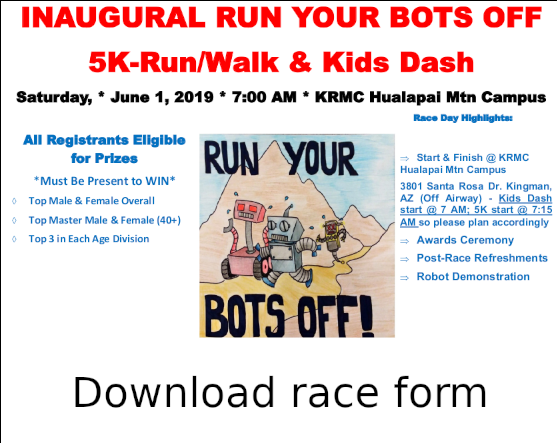 INAUGURAL RUN YOUR BOTS OFF
5K-Run/Walk & Kids Dash
Saturday, * June 1, 2019 * 7:00 AM * KRMC Hualapai Mtn Campus
All Registrants Eligible
for Prizes
*Must Be Present to WIN*
◊ Top Male & Female Overall
◊ Top Master Male & Female (40+)
◊ Top 3 in Each Age Division
RUN YOUR
BOTS OFF!
Race Day Highlights:
⇒ Start & Finish @ KRMC
Hualapai Mtn Campus
3801 Santa Rosa Dr. Kingman,
AZ (Off Airway) - Kids Dash
start @ 7 AM; 5K start @ 7:15
AM so please plan accordingly
⇒ Awards Ceremony
⇒ Post-Race Refreshments
⇒ Robot Demonstration
Download race form